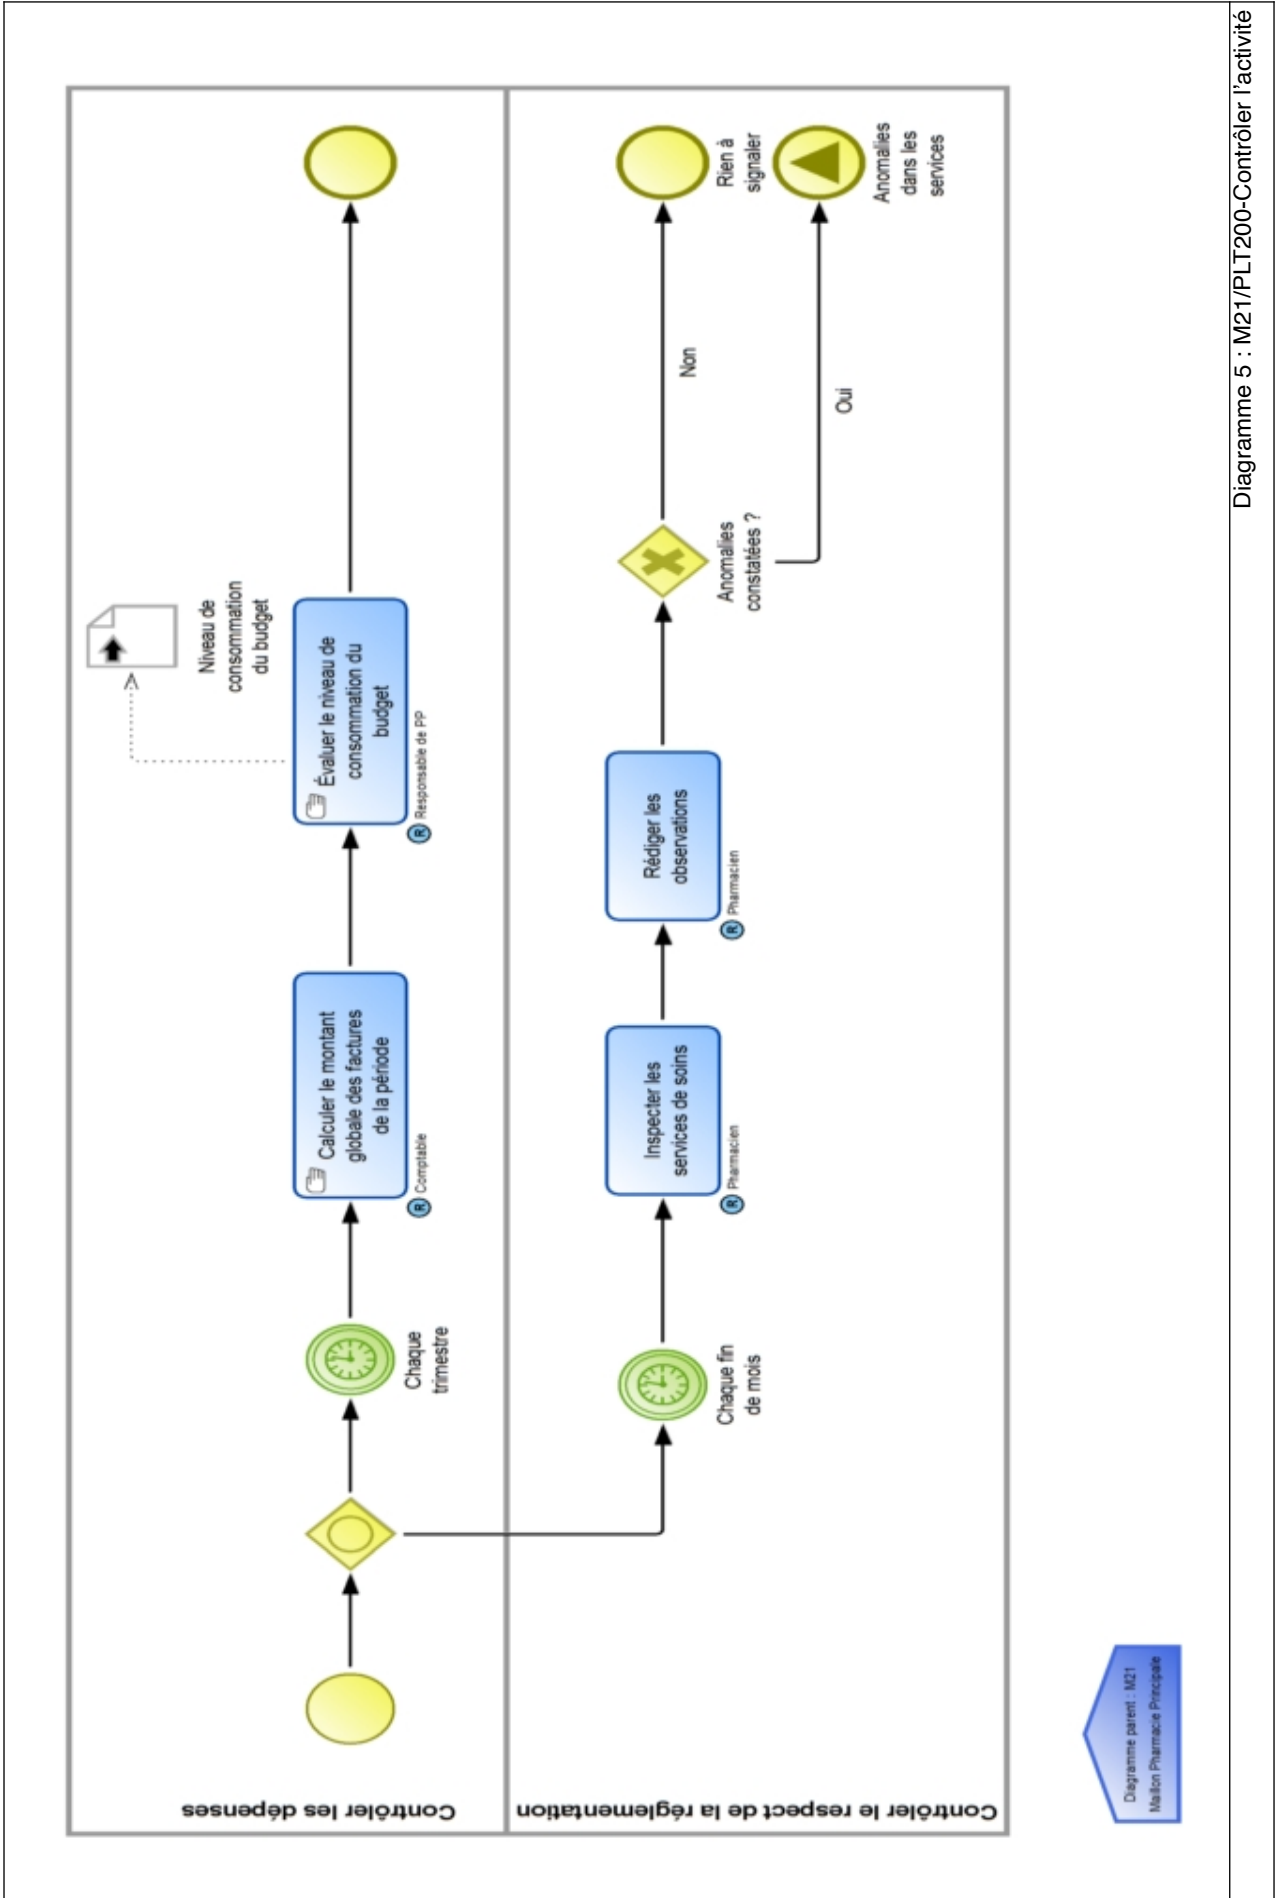 Contrôler les dépenses
Chaque
trimestre
Calculer le montant
globale des factures
de la période
R Comptable
Évaluer le niveau de
consommation du
budget
R Responsable de PP
Niveau de
consommation
du budget
Contrôler le respect de la réglementation
Chaque fin
de mois
Inspecter les
services de soins
R Pharmacien
Rédiger les
observations
R Pharmacien
Anomalies
constatées ?
Non
Oui
Rien à
signaler
Anomalies
dans les
services
Diagramme parent : M21
Maillon Pharmacie Principale
Diagramme 5 : M21/PLT200-Contrôler l'activité